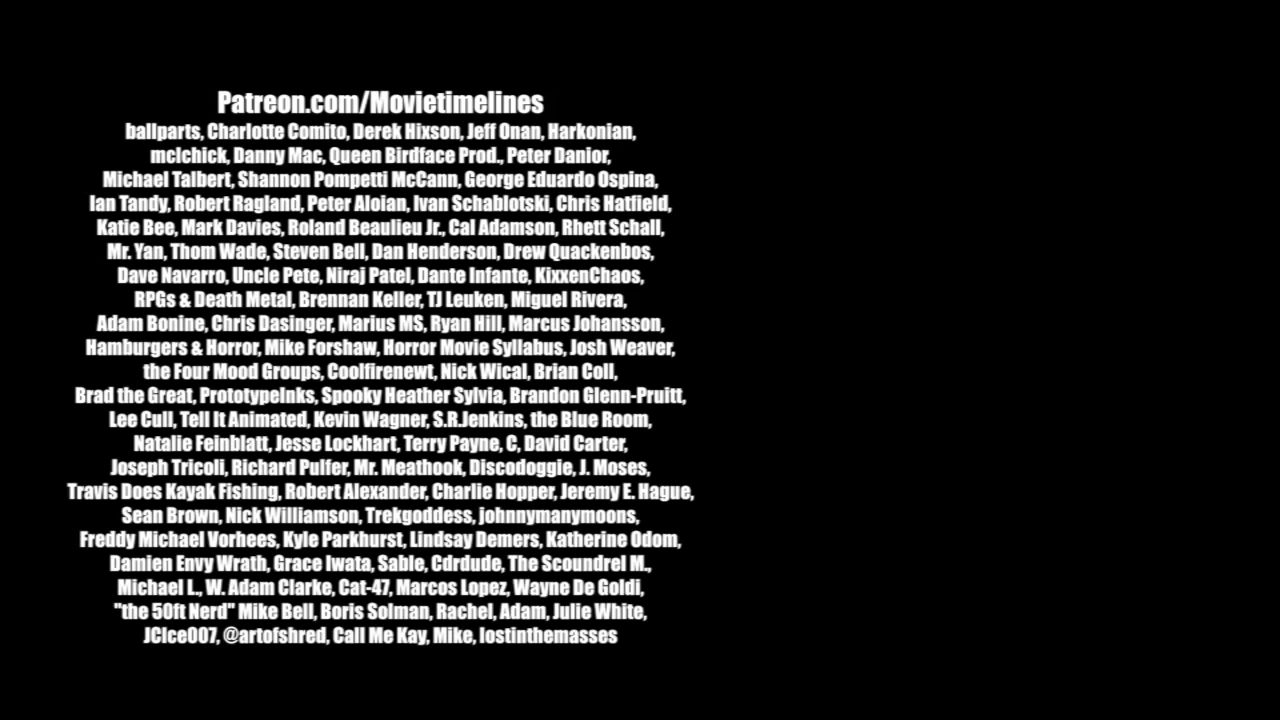 Patreon.com/Movietimelines
ballparts, Charlotte Comito, Derek Hixson, Jeff Onan, Harkonian,
mclchick, Danny Mac, Queen Birdface Prod., Peter Danior,
Michael Talbert, Shannon Pompetti McCann, George Eduardo Ospina,
Ian Tandy, Robert Ragland, Peter Aloian, Ivan Schablotski, Chris Hatfield,
Katie Bee, Mark Davies, Roland Beaulieu Jr., Cal Adamson, Rhett Schall,
Mr. Yan, Thom Wade, Steven Bell, Dan Henderson, Drew Quackenbos,
Dave Navarro, Uncle Pete, Niraj Patel, Dante Infante, KixxenChaos,
RPGs & Death Metal, Brennan Keller, TJ Leuken, Miguel Rivera,
Adam Bonine, Chris Dasinger, Marius MS, Ryan Hill, Marcus Johansson,
Hamburgers & Horror, Mike Forshaw, Horror Movie Syllabus, Josh Weaver,
the Four Mood Groups, Coolfirenewt, Nick Wical, Brian Coll,
Brad the Great, PrototypeInks, Spooky Heather Sylvia, Brandon Glenn-Pruitt,
Lee Cull, Tell It Animated, Kevin Wagner, S.R.Jenkins, the Blue Room,
Natalie Feinblatt, Jesse Lockhart, Terry Payne, C, David Carter,
Joseph Tricoli, Richard Pulfer, Mr. Meathook, Discodoggie, J. Moses,
Travis Does Kayak Fishing, Robert Alexander, Charlie Hopper, Jeremy E. Hague,
Sean Brown, Nick Williamson, Trekgoddess, johnnymanymoons,
Freddy Michael Vorhees, Kyle Parkhurst, Lindsay Demers, Katherine Odom,
Damien Envy Wrath, Grace Iwata, Sable, Cdrdude, The Scoundrel M.,
Michael L., W. Adam Clarke, Cat-47, Marcos Lopez, Wayne De Goldi,
"the 50ft Nerd" Mike Bell, Boris Solman, Rachel, Adam, Julie White,
JCIce007, @artofshred, Call Me Kay, Mike, lostinthemasses